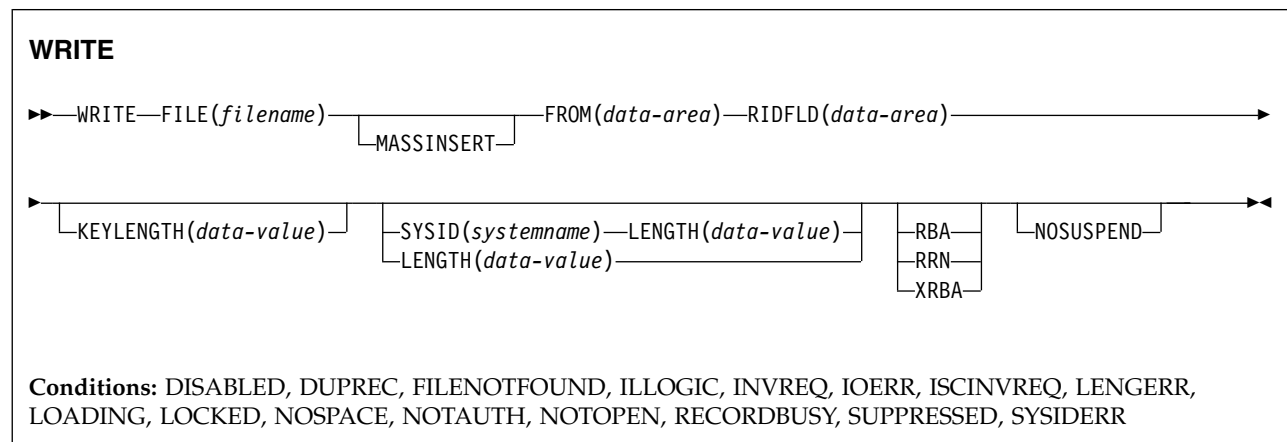 WRITE
WRITE FILE(filename) FROM(data-area) RIDFLD(data-area)
MASSINSERT
KEYLENGTH(data-value) SYSID(systemname) LENGTH(data-value) RBA NOSUSPEND
LENGTH(data-value) RRN
XRBA
Conditions: DISABLED, DUPREC, FILENOTFOUND, ILLOGIC, INVREQ, IOERR, ISCINVREQ, LENGERR,
LOADING, LOCKED, NOSPACE, NOTAUTH, NOTOPEN, RECORDBUSY, SUPPRESSED, SYSIDERR